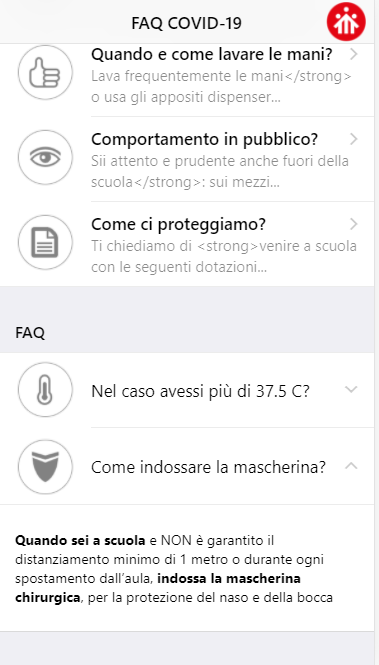 FAQ COVID-19
Quando e come lavare le mani?
Lava frequentemente le mani</strong>
o usa gli appositi dispenser...
Comportamento in pubblico?
Sii attento e prudente anche fuori della
scuola</strong>: sui mezzi...
Come ci proteggiamo?
Ti chiediamo di <strong>venire a scuola
con le seguenti dotazioni...
FAQ
Nel caso avessi più di 37.5 C?
Come indossare la mascherina?
Quando sei a scuola e NON è garantito il
distanziamento minimo di 1 metro o durante ogni
spostamento dall'aula, indossa la mascherina
chirurgica, per la protezione del naso e della bocca